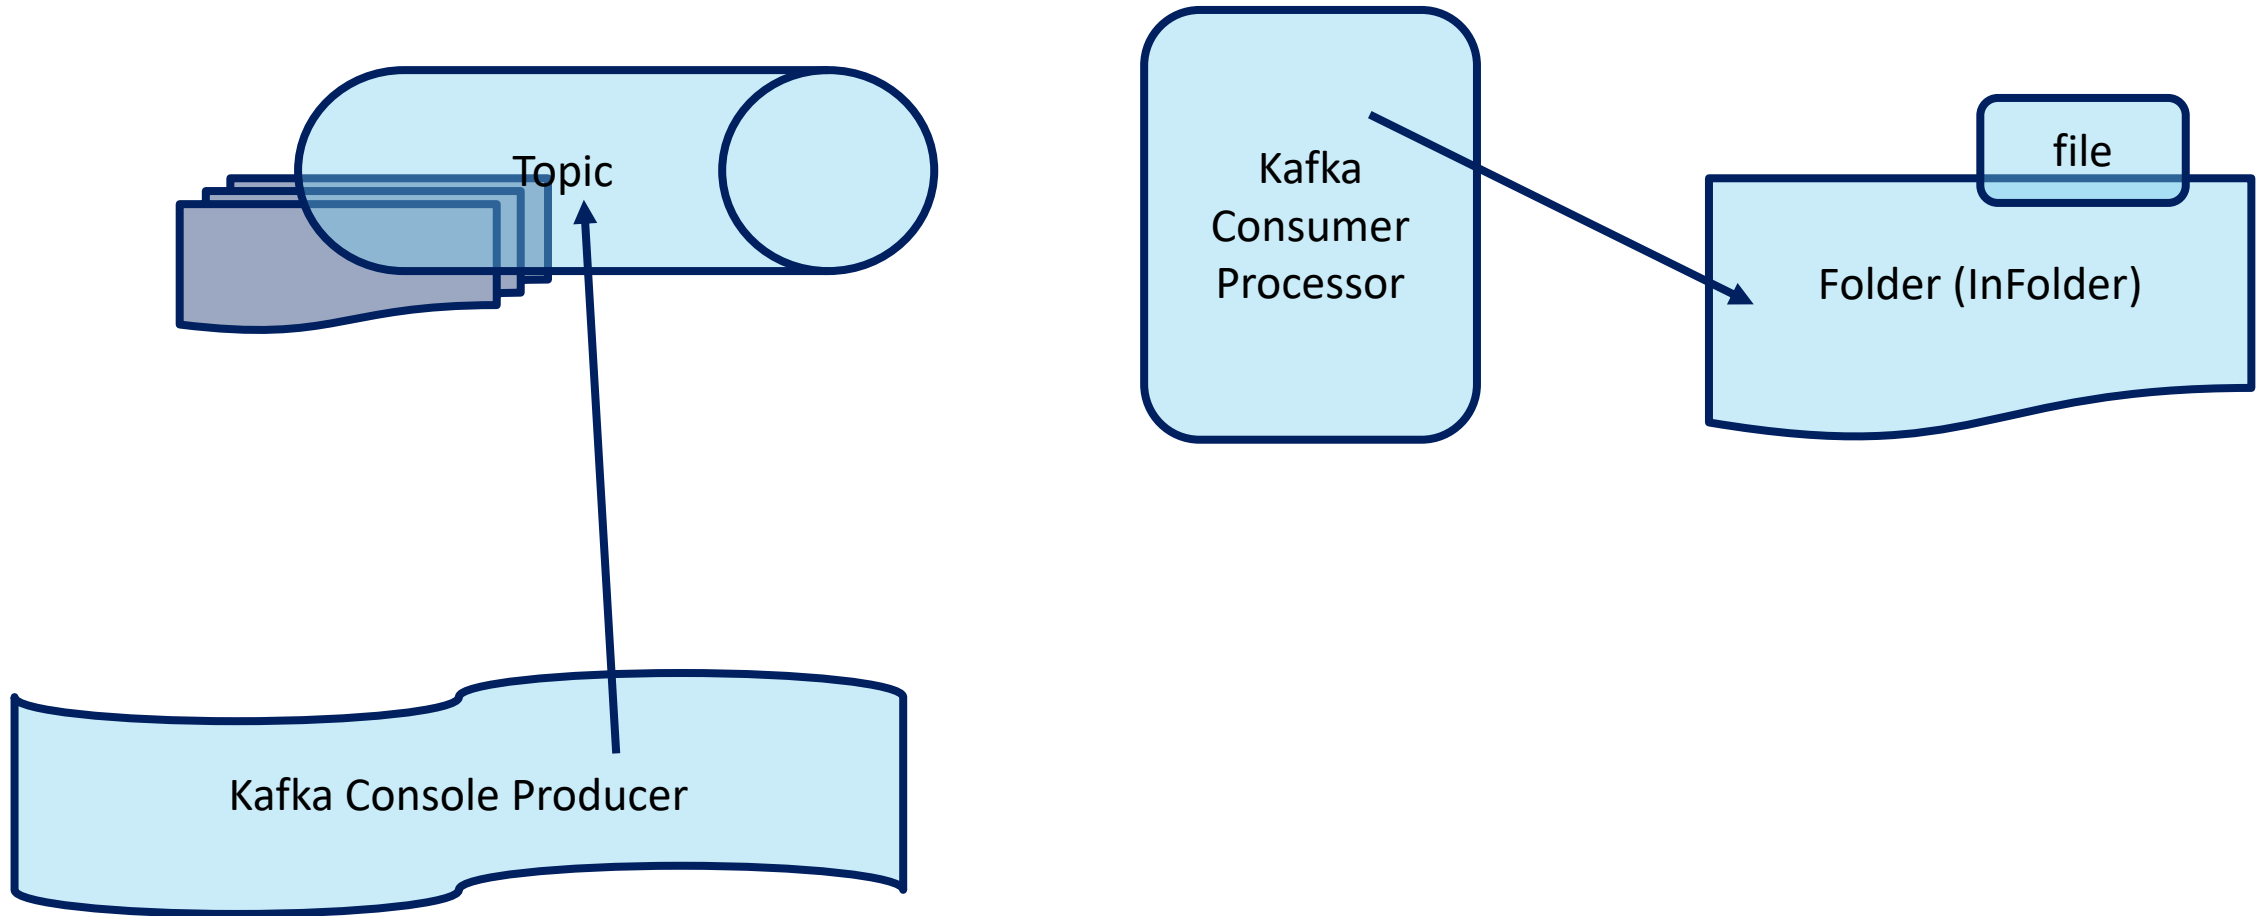 Topic
Kafka
Consumer
Processor
file
Folder (InFolder)
Kafka Console Producer